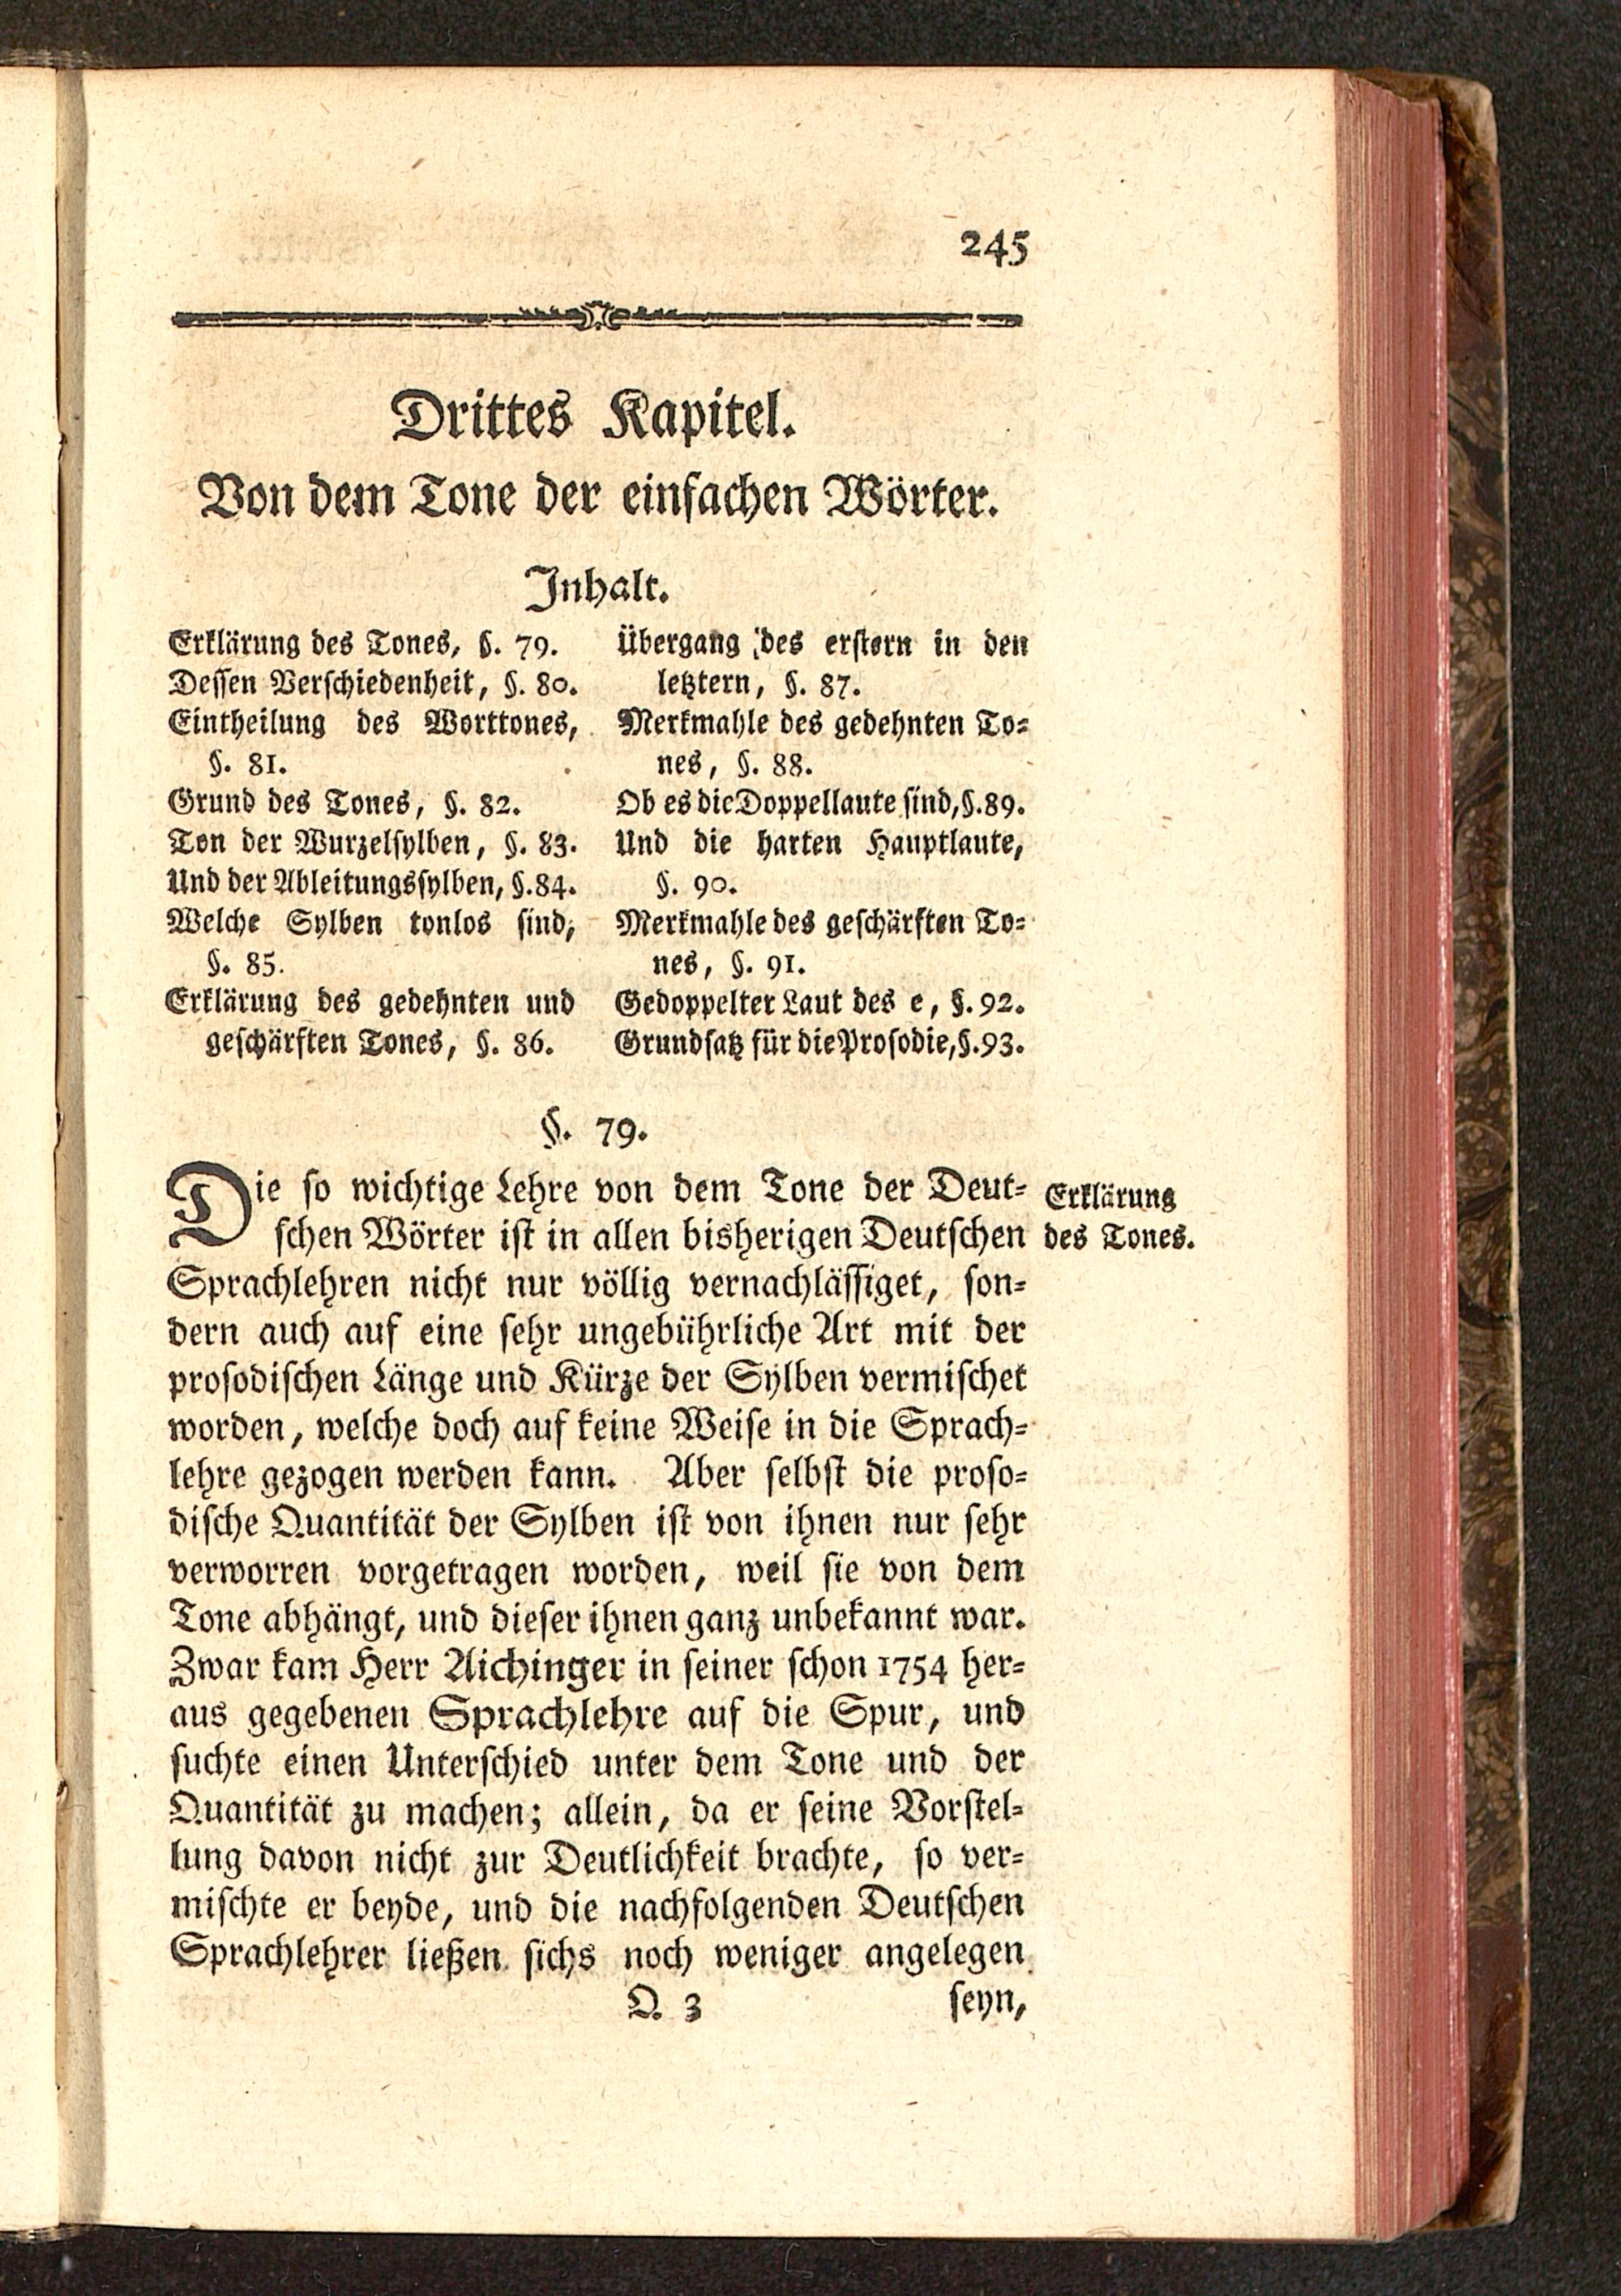 245
Drittes Kapitel.
Von dem Tone der einfachen Wörter.
Inhalt.
Erklärung des Tones, §. 79.
Dessen Verschiedenheit, §. 80.
Eintheilung des Worttones,
§. 81.
Grund des Tones, §. 82.
Ton der Wurzelsylben, §. 83.
Und der Ableitungssylben, §. 84.
Welche Sylben tonlos sind,
§. 85.
Erklärung des gedehnten und
geschärften Tones, §. 86.
Übergang des erstern in den
letztern, §. 87.
Merkmahle des gedehnten To-
nes, §. 88.
Ob es die Doppellaute sind, §. 89.
Und die harten Hauptlaute,
§. 90.
Merkmahle des geschärften To-
nes, §. 91.
Gedoppelter Laut des e, §. 92.
Grundsatz für die Prosodie, §. 93.
§. 79.
Die so wichtige Lehre von dem Tone der Deut-
schen Wörter ist in allen bisherigen Deutschen
Sprachlehren nicht nur völlig vernachlässiget, son-
dern auch auf eine sehr ungebührliche Art mit der
prosodischen Länge und Kürze der Sylben vermischet
worden, welche doch auf keine Weise in die Sprach-
lehre gezogen werden kann. Aber selbst die proso-
dische Quantität der Sylben ist von ihnen nur sehr
verworren vorgetragen worden, weil sie von dem
Tone abhängt, und dieser ihnen ganz unbekannt war.
Zwar kam Herr Aichinger in seiner schon 1754 her-
aus gegebenen Sprachlehre auf die Spur, und
suchte einen Unterschied unter dem Tone und der
Quantität zu machen; allein, da er seine Vorstel-
lung davon nicht zur Deutlichkeit brachte, so ver-
mischte er beyde, und die nachfolgenden Deutschen
Sprachlehrer ließen sichs noch weniger angelegen
Q 3
seyn,
Erklärung
des Tones.